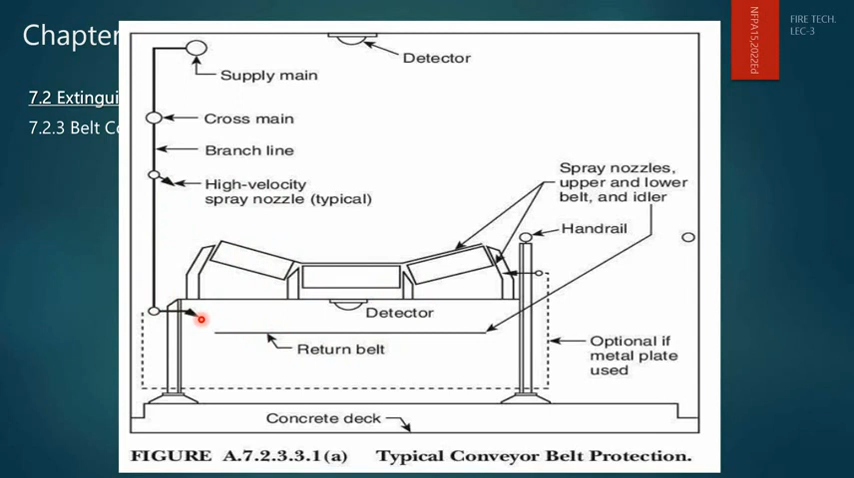 Chapter
NFPA15,2022Ed
FIRE TECH.
LEC-3
7.2 Extingui
7.2.3 Belt Co
Detector
Supply main
Cross main
Branch line
High-velocity
spray nozzle (typical)
Spray nozzles,
upper and lower
belt, and idler
Handrail
Detector
Return belt
Optional if
metal plate
used
Concrete deck
FIGURE A.7.2.3.3.1(a) Typical Conveyor Belt Protection.